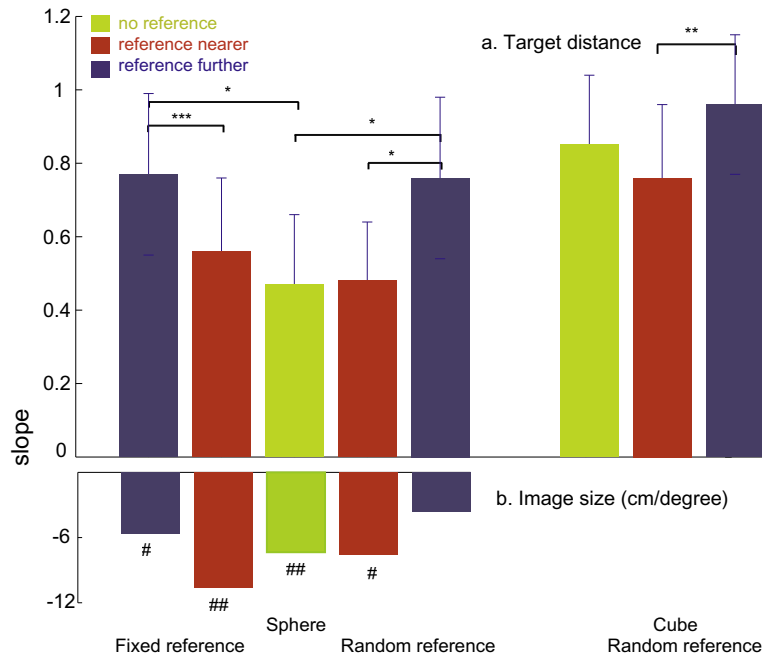 1.2
no reference
reference nearer
reference further
a. Target distance
**
1
*
***
*
*
0.8
0.6
0.4
0.2
0
slope
b. Image size (cm/degree)
-6
#
##
##
#
-12
Sphere
Cube
Fixed reference
Random reference
Random reference